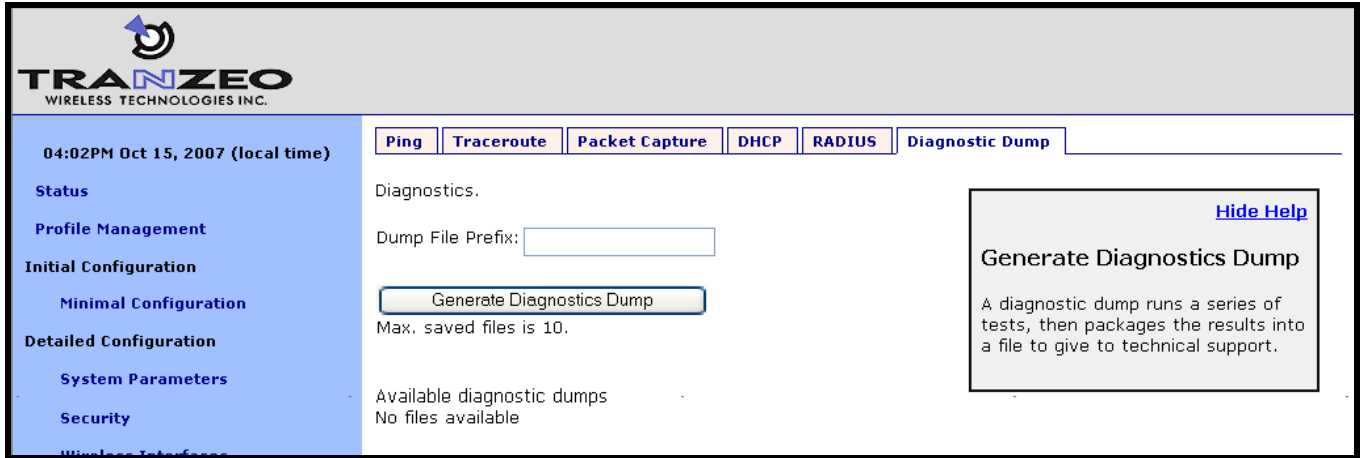 TRANZEO
WIRELESS TECHNOLOGIES INC.
04:02PM Oct 15, 2007 (local time)
Status
Profile Management
Initial Configuration
Minimal Configuration
Detailed Configuration
System Parameters
Security
Wireless Interfaces
Ping Traceroute Packet Capture DHCP RADIUS Diagnostic Dump
Diagnostics.
Dump File Prefix:
Generate Diagnostics Dump
Max. saved files is 10.
Available diagnostic dumps
No files available
Hide Help
Generate Diagnostics Dump
A diagnostic dump runs a series of
tests, then packages the results into
a file to give to technical support.